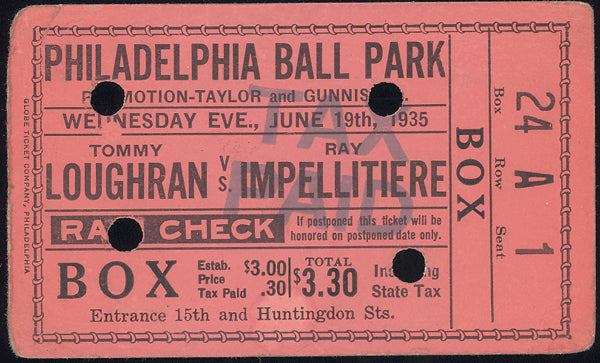 PHILADELPHIA BALL PARK
PROMOTION-TAYLOR and
WEDNESDAY EVE., JUNE 19th, 1935
TOMMY LOUGHRAN VS. RAY IMPELLITIERE
RAIN CHECK
If postponed this ticket will be
honored on postponed date only.
BOX
Estab. Price $3.00
Tax Paid .30
TOTAL
$3.30
Including
State Tax
Entrance 15th and Huntingdon Sts.
TAX
PAID
BOX
Box Row Seat
24 A 1
GLOBE TICKET COMPANY, PHILADELPHIA